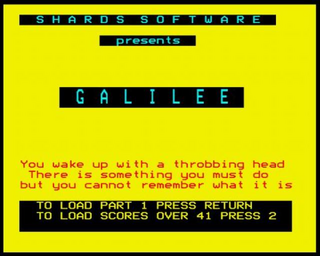 SHARDS SOFTWARE
presents
GALILEE
You wake up with a throbbing head
There is something you must do
but you cannot remember what it is
TO LOAD PART 1 PRESS RETURN
TO LOAD SCORES OVER 41 PRESS 2